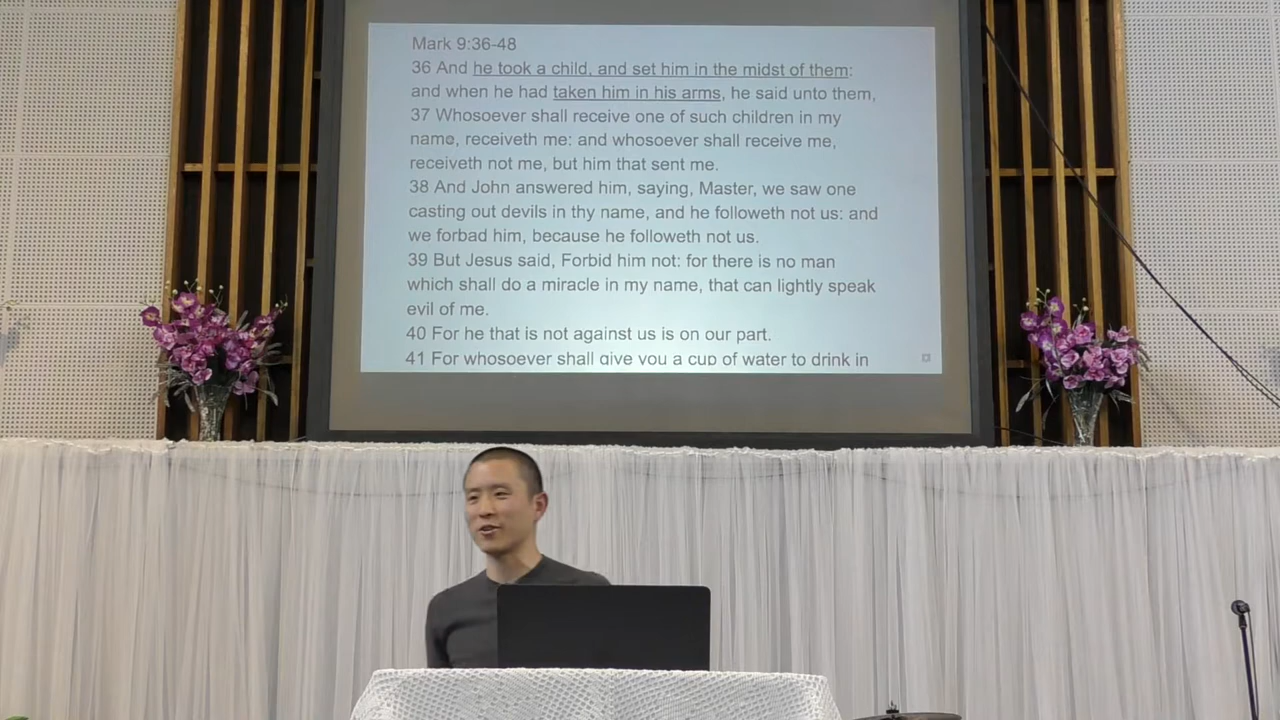 Mark 9:36-48
36 And he took a child, and set him in the midst of them:
and when he had taken him in his arms, he said unto them,
37 Whosoever shall receive one of such children in my
name, receiveth me: and whosoever shall receive me,
receiveth not me, but him that sent me.
38 And John answered him, saying, Master, we saw one
casting out devils in thy name, and he followeth not us: and
we forbad him, because he followeth not us.
39 But Jesus said, Forbid him not: for there is no man
which shall do a miracle in my name, that can lightly speak
evil of me.
40 For he that is not against us is on our part.
41 For whosoever shall give you a cup of water to drink in